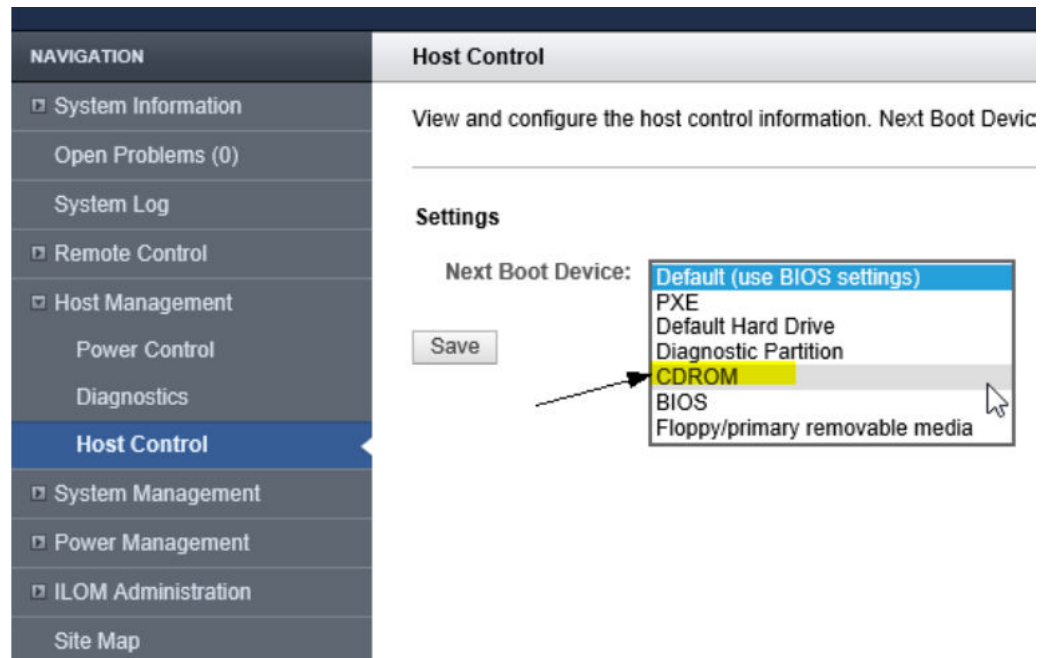 NAVIGATION
System Information
Open Problems (0)
System Log
Remote Control
Host Management
Power Control
Diagnostics
Host Control
System Management
Power Management
ILOM Administration
Site Map
Host Control
View and configure the host control information. Next Boot
Settings
Next Boot Device:
Default (use BIOS settings)
PXE
Default Hard Drive
Diagnostic Partition
CDROM
BIOS
Floppy/primary removable media
Save